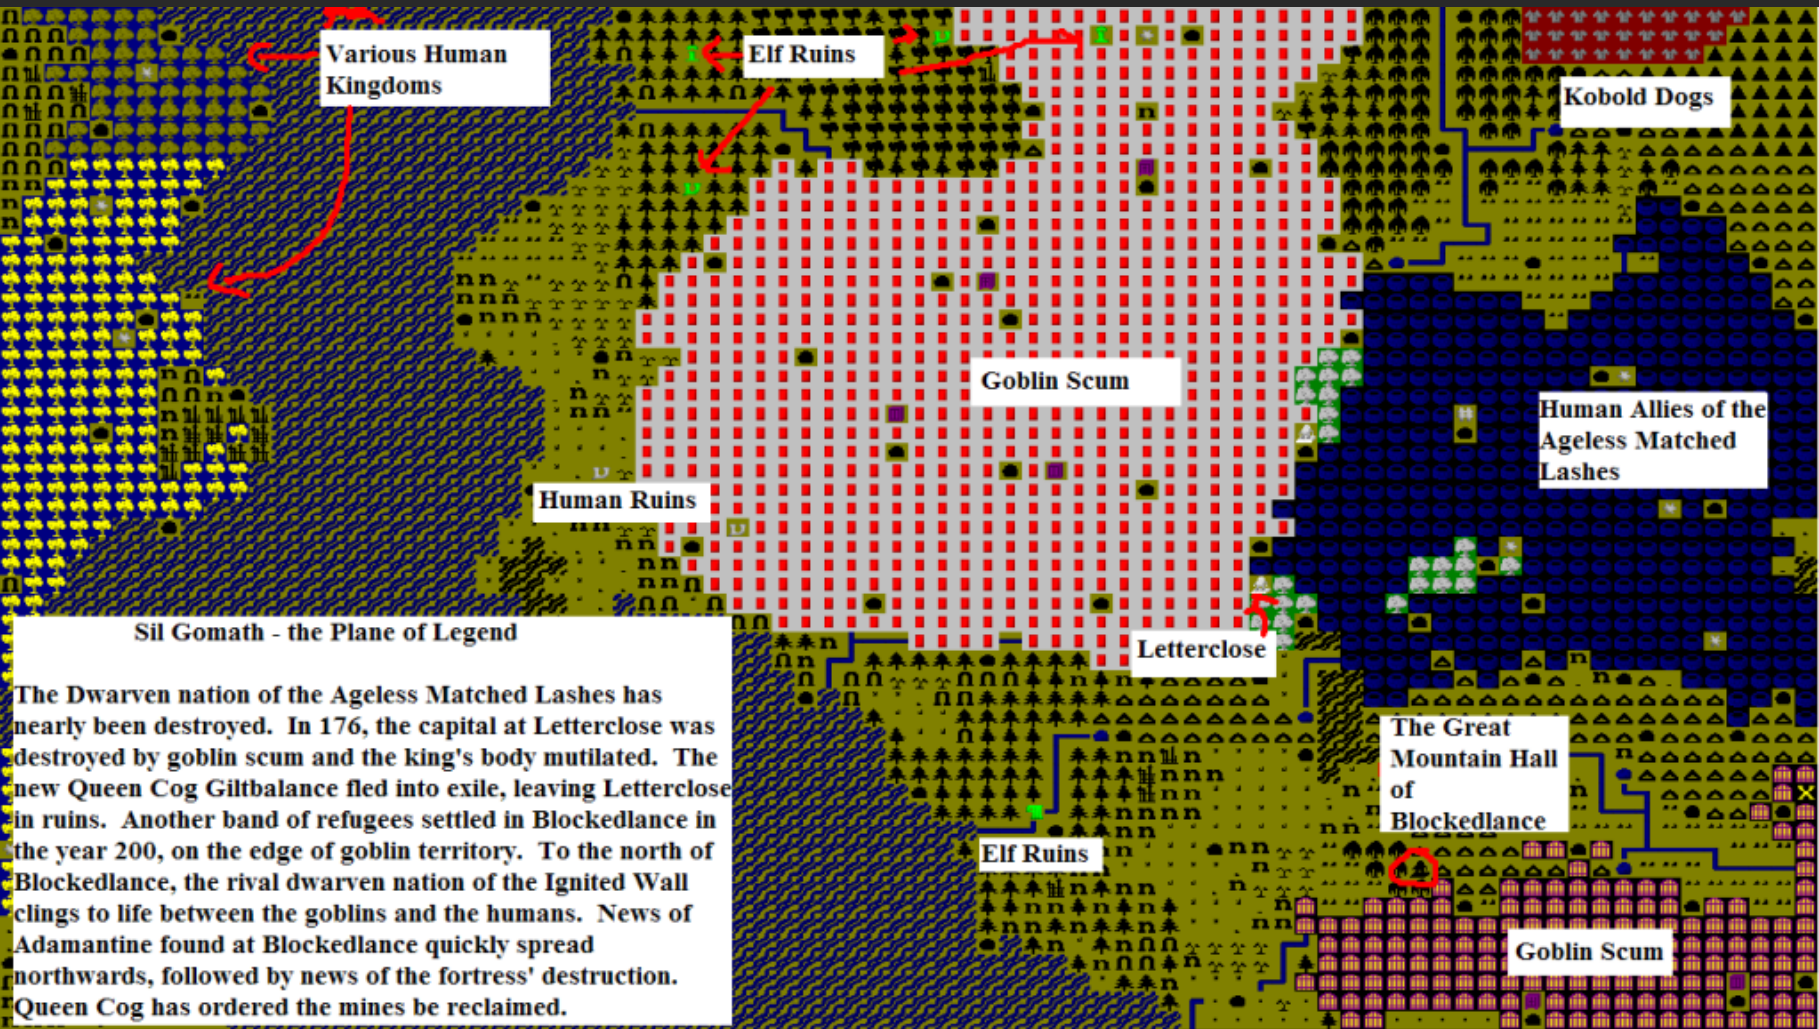 Various Human
Kingdoms
Elf Ruins
Kobold Dogs
Goblin Scum
Human Allies of the
Ageless Matched
Lashes
Human Ruins
Letterclose
The Great
Mountain Hall
of
Blockedlance
Elf Ruins
Goblin Scum
Sil Gomath - the Plane of Legend
The Dwarven nation of the Ageless Matched Lashes has
nearly been destroyed.  In 176, the capital at Letterclose was
destroyed by goblin scum and the king's body mutilated.  The
new Queen Cog Giltbalance fled into exile, leaving Letterclose
in ruins.  Another band of refugees settled in Blockedlance in
the year 200, on the edge of goblin territory.  To the north of
Blockedlance, the rival dwarven nation of the Ignited Wall
clings to life between the goblins and the humans.  News of
Adamantine found at Blockedlance quickly spread
northwards, followed by news of the fortress' destruction.
Queen Cog has ordered the mines be reclaimed.